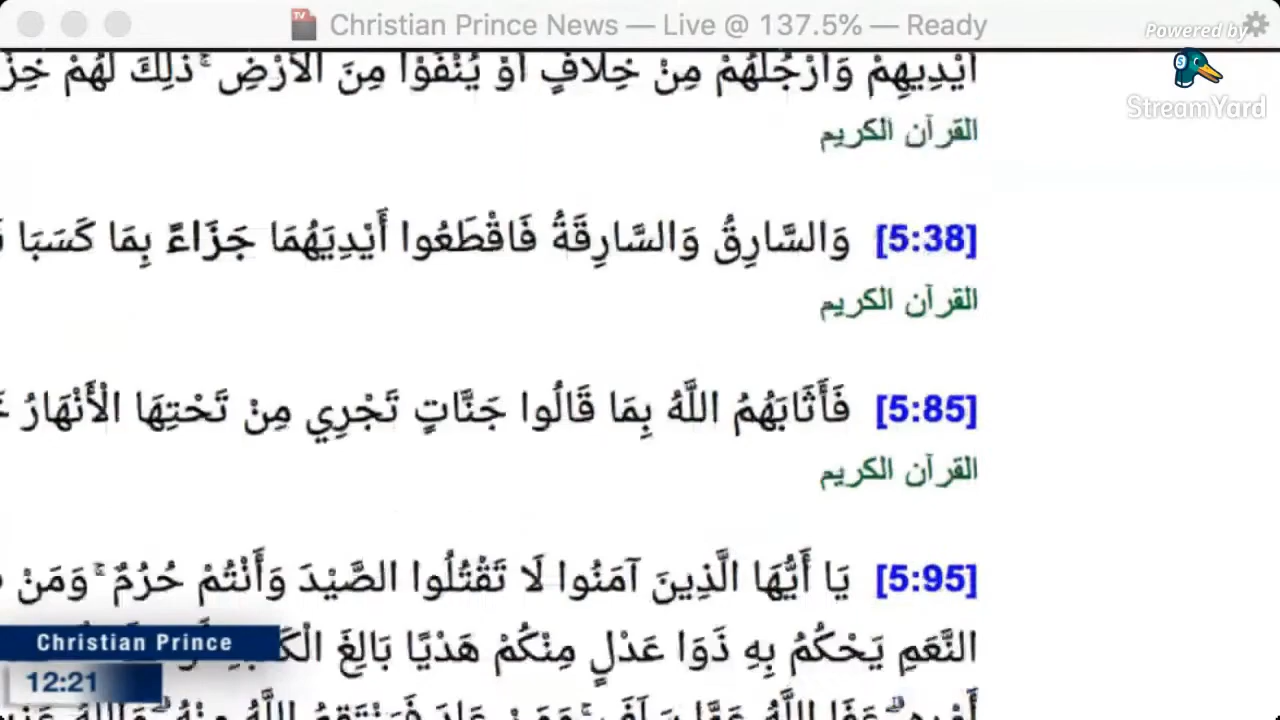 Christian Prince News — Live @ 137.5% — Ready
Powered by
StreamYard
أَيْدِيهِمْ وَأَرْجُلُهُمْ مِنْ خِلَافٍ أَوْ يُنْفَوْا مِنَ الْأَرْضِ ۚ ذَٰلِكَ لَهُمْ
القرآن الكريم
[5:38] وَالسَّارِقُ وَالسَّارِقَةُ فَاقْطَعُوا أَيْدِيَهُمَا جَزَاءً بِمَا كَسَبَا
القرآن الكريم
[5:85] فَأَثَابَهُمُ اللَّهُ بِمَا قَالُوا جَنَّاتٍ تَجْرِي مِنْ تَحْتِهَا الْأَنْهَارُ
القرآن الكريم
[5:95] يَا أَيُّهَا الَّذِينَ آمَنُوا لَا تَقْتُلُوا الصَّيْدَ وَأَنْتُمْ حُرُمٌ ۚ وَمَنْ
النَّعَمِ يَحْكُمُ بِهِ ذَوَا عَدْلٍ مِنْكُمْ هَدْيًا بَالِغَ
Christian Prince
12:21